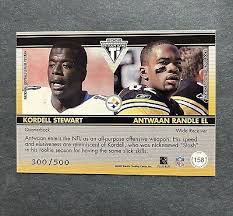 KORDELL STEWART
ANTWAAN RANDLE EL
Quarterback
Wide Receiver
Antwaan enters the NFL as an all-purpose offensive weapon. His speed
and elusiveness are reminiscent of Kordell, who was nicknamed "Slash"
in his rookie season for having the same slick skills.
300/500
158